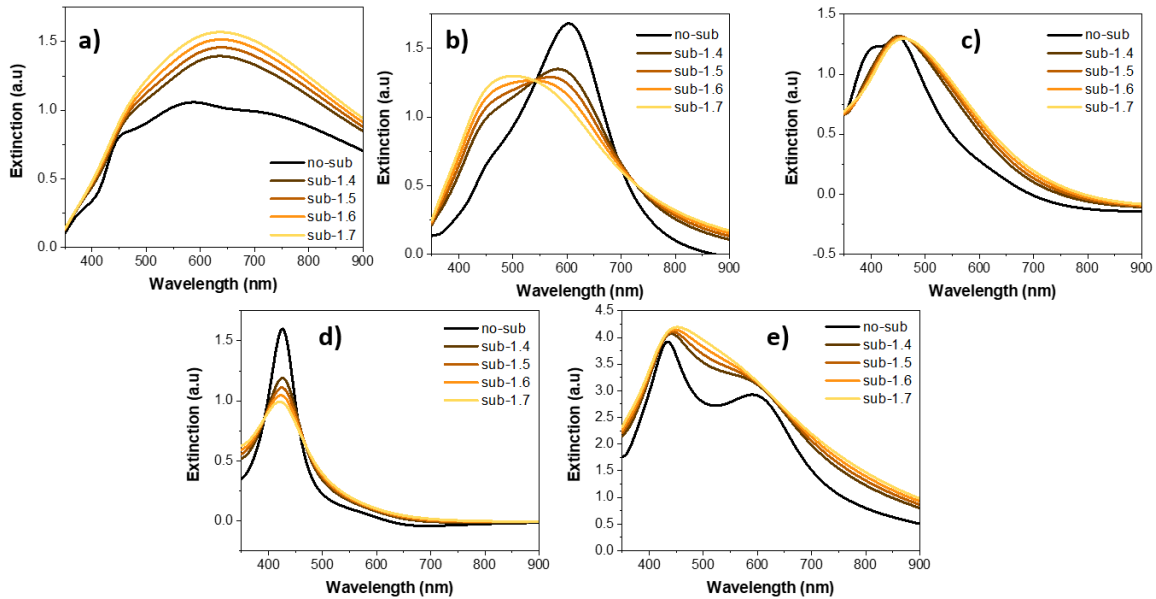 a)
Extinction (a.u)
1.5
1.0
0.5
0.0
400 500 600 700 800 900
Wavelength (nm)
no-sub
sub-1.4
sub-1.5
sub-1.6
sub-1.7
b)
Extinction (a.u)
1.5
1.0
0.5
0.0
400 500 600 700 800 900
Wavelength (nm)
no-sub
sub-1.4
sub-1.5
sub-1.6
sub-1.7
c)
Extinction (a.u)
1.5
1.0
0.5
0.0
-0.5
400 500 600 700 800 900
Wavelength (nm)
no-sub
sub-1.4
sub-1.5
sub-1.6
sub-1.7
d)
Extinction (a.u)
1.5
1.0
0.5
0.0
400 500 600 700 800 900
Wavelength (nm)
no-sub
sub-1.4
sub-1.5
sub-1.6
sub-1.7
e)
Extinction (a.u)
4.5
4.0
3.5
3.0
2.5
2.0
1.5
1.0
0.5
0.0
400 500 600 700 800 900
Wavelength (nm)
no-sub
sub-1.4
sub-1.5
sub-1.6
sub-1.7